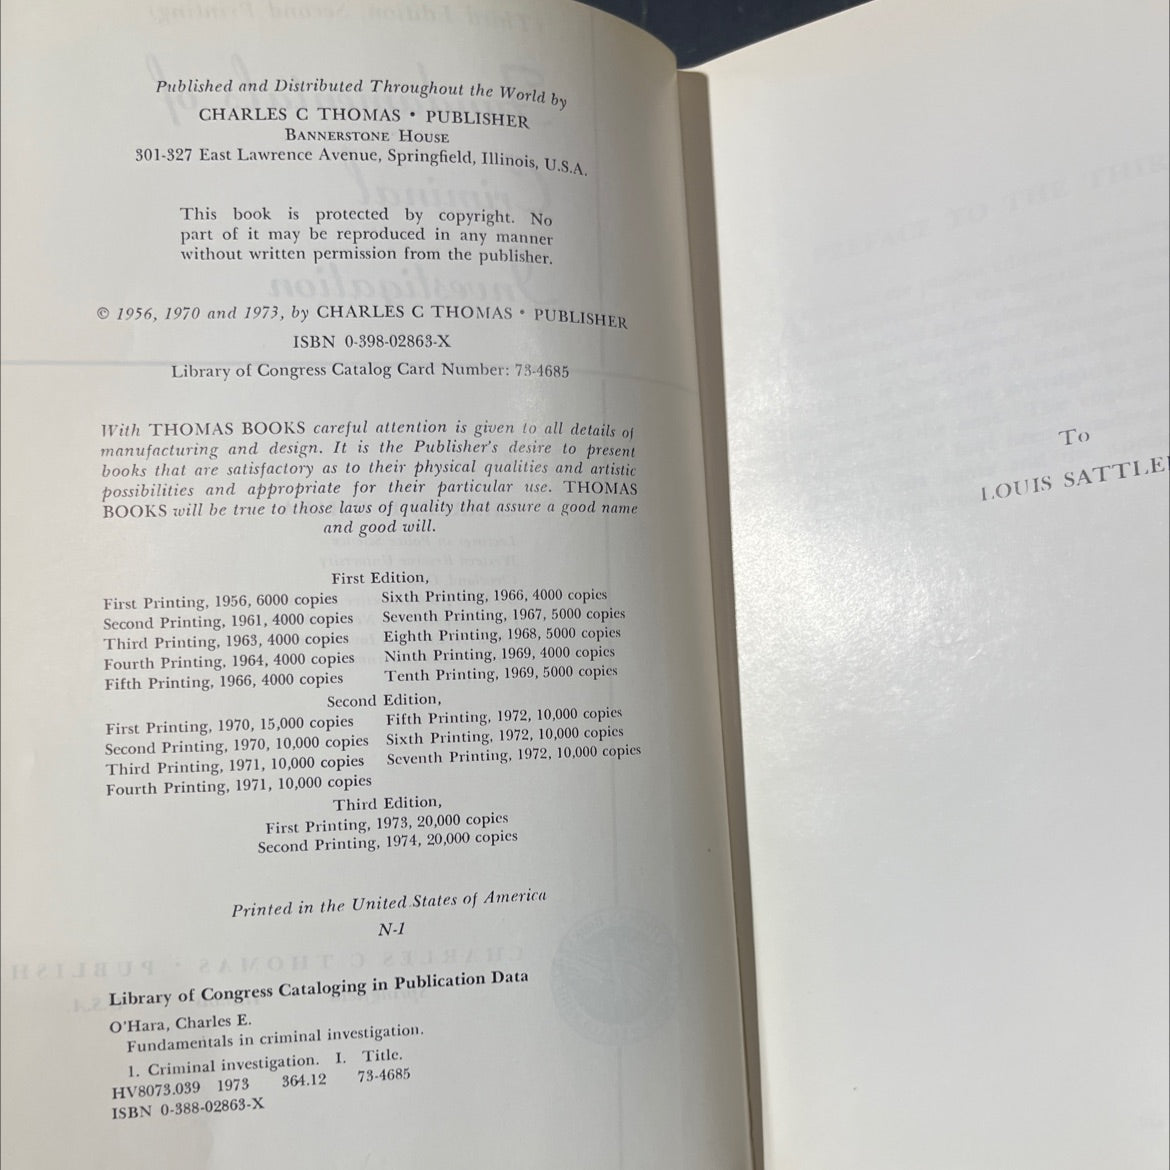 Published and Distributed Throughout the World by
CHARLES C THOMAS • PUBLISHER
BANNERSTONE HOUSE
301-327 East Lawrence Avenue, Springfield, Illinois, U.S.A.
This book is protected by copyright. No
part of it may be reproduced in any manner
without written permission from the publisher.
© 1956, 1970 and 1973, by CHARLES C THOMAS • PUBLISHER
ISBN 0-398-02863-X
Library of Congress Catalog Card Number: 73-4685
With THOMAS BOOKS careful attention is given to all details of
manufacturing and design. It is the Publisher's desire to present
books that are satisfactory as to their physical qualities and artistic
possibilities and appropriate for their particular use. THOMAS
BOOKS will be true to those laws of quality that assure a good name
and good will.
First Edition,
First Printing, 1956, 6000 copies
Second Printing, 1961, 4000 copies
Third Printing, 1963, 4000 copies
Fourth Printing, 1964, 4000 copies
Fifth Printing, 1966, 4000 copies
Sixth Printing, 1966, 4000 copies
Seventh Printing, 1967, 5000 copies
Eighth Printing, 1968, 5000 copies
Ninth Printing, 1969, 4000 copies
Tenth Printing, 1969, 5000 copies
Second Edition,
First Printing, 1970, 15,000 copies
Second Printing, 1970, 10,000 copies
Third Printing, 1971, 10,000 copies
Fourth Printing, 1971, 10,000 copies
Fifth Printing, 1972, 10,000 copies
Sixth Printing, 1972, 10,000 copies
Seventh Printing, 1972, 10,000 copies
Third Edition,
First Printing, 1973, 20,000 copies
Second Printing, 1974, 20,000 copies
Printed in the United States of America
N-1
Library of Congress Cataloging in Publication Data
O'Hara, Charles E.
Fundamentals in criminal investigation.
1. Criminal investigation. I. Title.
HV8073.039 1973 364.12 73-4685
ISBN 0-388-02863-X
To
LOUIS SATTLE